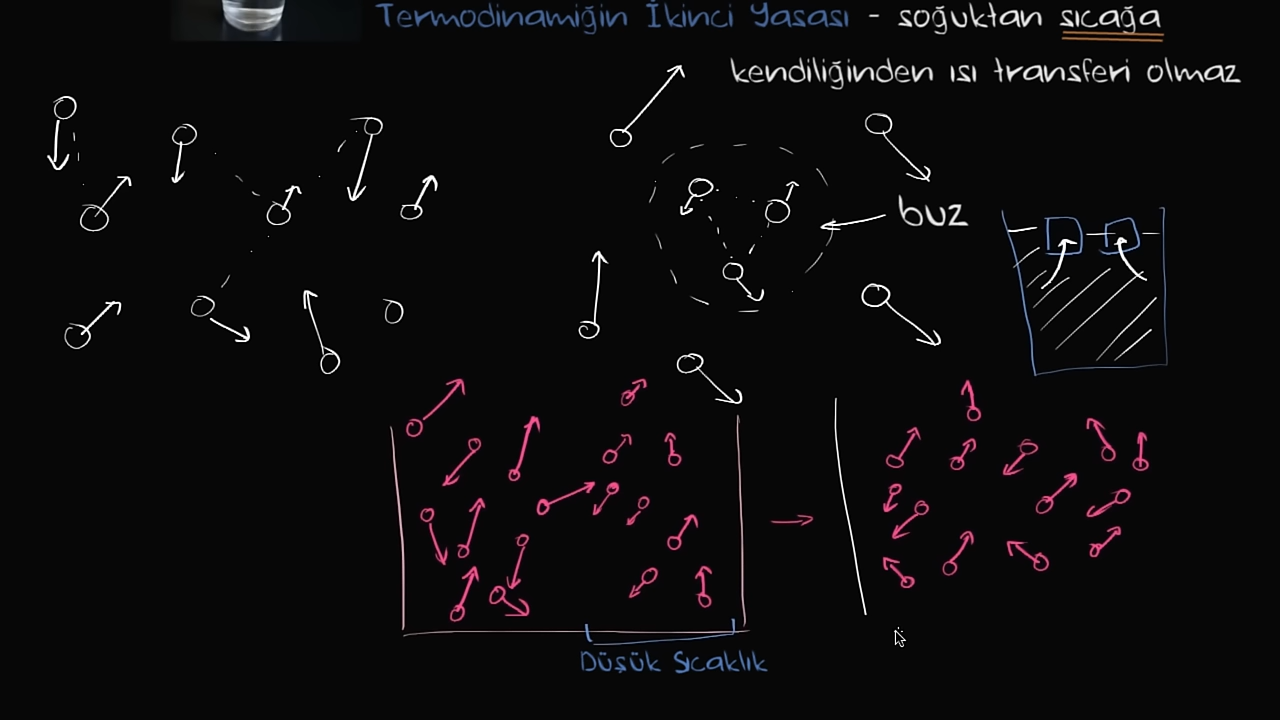 Termodinamiğin İkinci Yasası - soğuktan sıcağa
kendiliğinden ısı transferi olmaz
buz
Düşük Sıcaklık